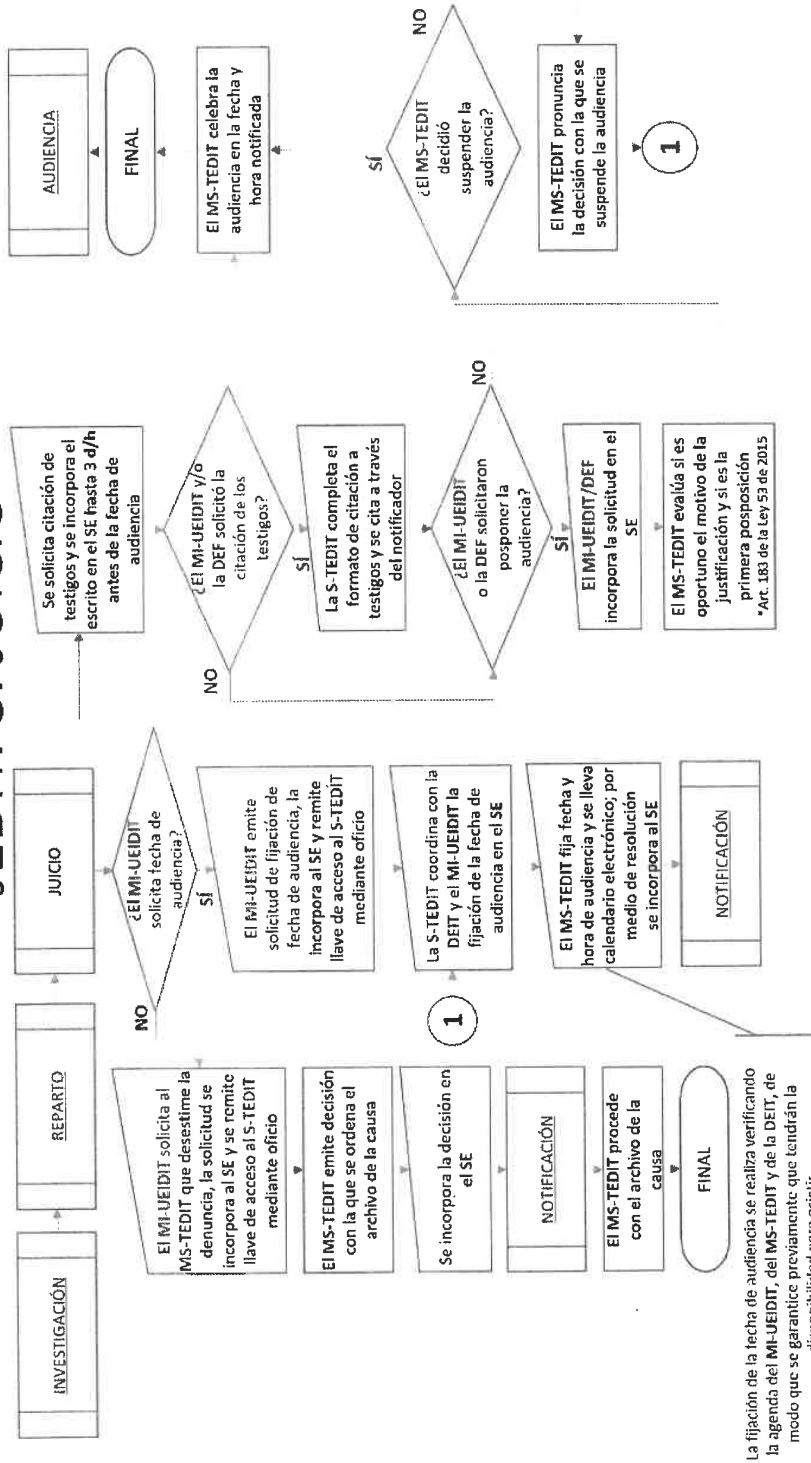 INVESTIGACIÓN
REPARTO
JUICIO
¿El MI-UEIDIT
solicita fecha de
audiencia?
NO
SÍ
El MI-UEIDIT solicita al
MS-TEDIT que desestime la
denuncia, la solicitud se
incorpora al SE y se remite
llave de acceso al S-TEDIT
mediante oficio
El MS-TEDIT emite decisión
con la que se ordena el
archivo de la causa
Se incorpora la decisión en
el SE
NOTIFICACIÓN
El MS-TEDIT procede
con el archivo de la
causa
FINAL
El MI-UEIDIT emite
solicitud de fijación de
fecha de audiencia, la
incorpora al SE y remite
llave de acceso al S-TEDIT
mediante oficio
1
La S-TEDIT coordina con la
DEIT y el MI-UEIDIT la
fijación de la fecha de
audiencia en el SE
El MS-TEDIT fija fecha y
hora de audiencia y se lleva
calendario electrónico; por
medio de resolución
se incorpora al SE
NOTIFICACIÓN
La fijación de la fecha de audiencia se realiza verificando
la agenda del MI-UEIDIT, del MS-TEDIT y de la DEIT, de
modo que se garantice previamente que tendrán la
Se solicita citación de
testigos y se incorpora el
escrito en el SE hasta 3 d/h
antes de la fecha de
audiencia
¿El MI-UEIDIT y/o
la DEF solicitó la
citación de los
testigos?
NO
SÍ
La S-TEDIT completa el
formato de citación a
testigos y se cita a través
del notificador
¿El MI-UEIDIT
o la DEF solicitaron
posponer la
audiencia?
NO
SÍ
El MI-UEIDIT/DEF
incorpora la solicitud en el
SE
El MS-TEDIT evalúa si es
oportuno el motivo de la
justificación y si es la
primera posposición
*Art. 183 de la Ley 53 de 2015
AUDIENCIA
FINAL
El MS-TEDIT celebra la
audiencia en la fecha y
hora notificada
SÍ
NO
¿El MS-TEDIT
decidió
suspender la
audiencia?
El MS-TEDIT pronuncia
la decisión con la que se
suspende la audiencia
1